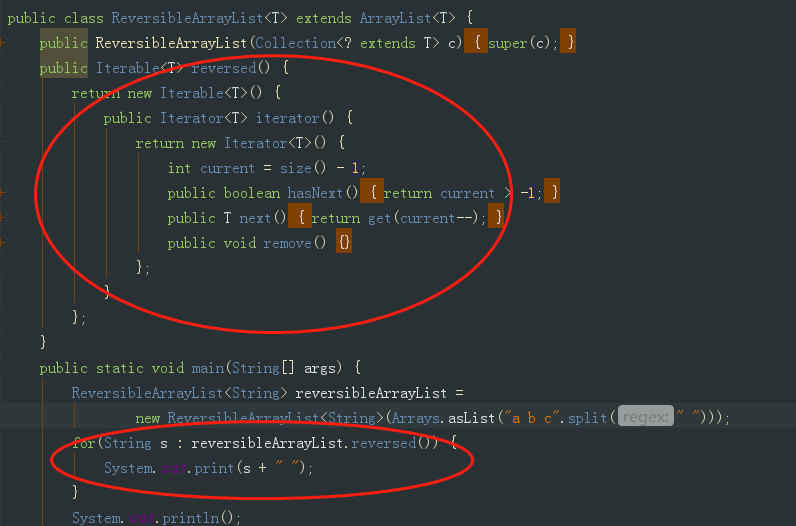 public class ReversibleArrayList<T> extends ArrayList<T> {
public ReversibleArrayList(Collection<? extends T> c) { super(c); }
public Iterable<T> reversed() {
return new Iterable<T>() {
public Iterator<T> iterator() {
return new Iterator<T>() {
int current = size() - 1;
public boolean hasNext() { return current > -1; }
public T next() { return get(current--); }
public void remove() {}
};
}
};
}
public static void main(String[] args) {
ReversibleArrayList<String> reversibleArrayList =
new ReversibleArrayList<String>(Arrays.asList("a b c".split( regex: " ")));
for(String s : reversibleArrayList.reversed()) {
System.out.print(s + " ");
}
System.out.println();